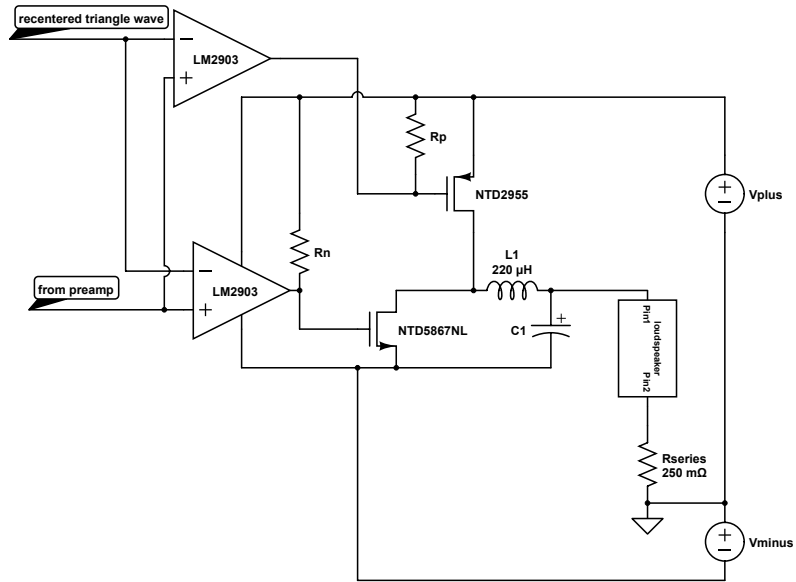 recentered triangle wave
−
LM2903
+
Rp
NTD2955
+
−
Vplus
Rn
L1
220 μH
−
LM2903
from preamp
+
+
C1
NTD5867NL
Pin1
loudspeaker
Pin2
Rseries
250 mΩ
+
−
Vminus